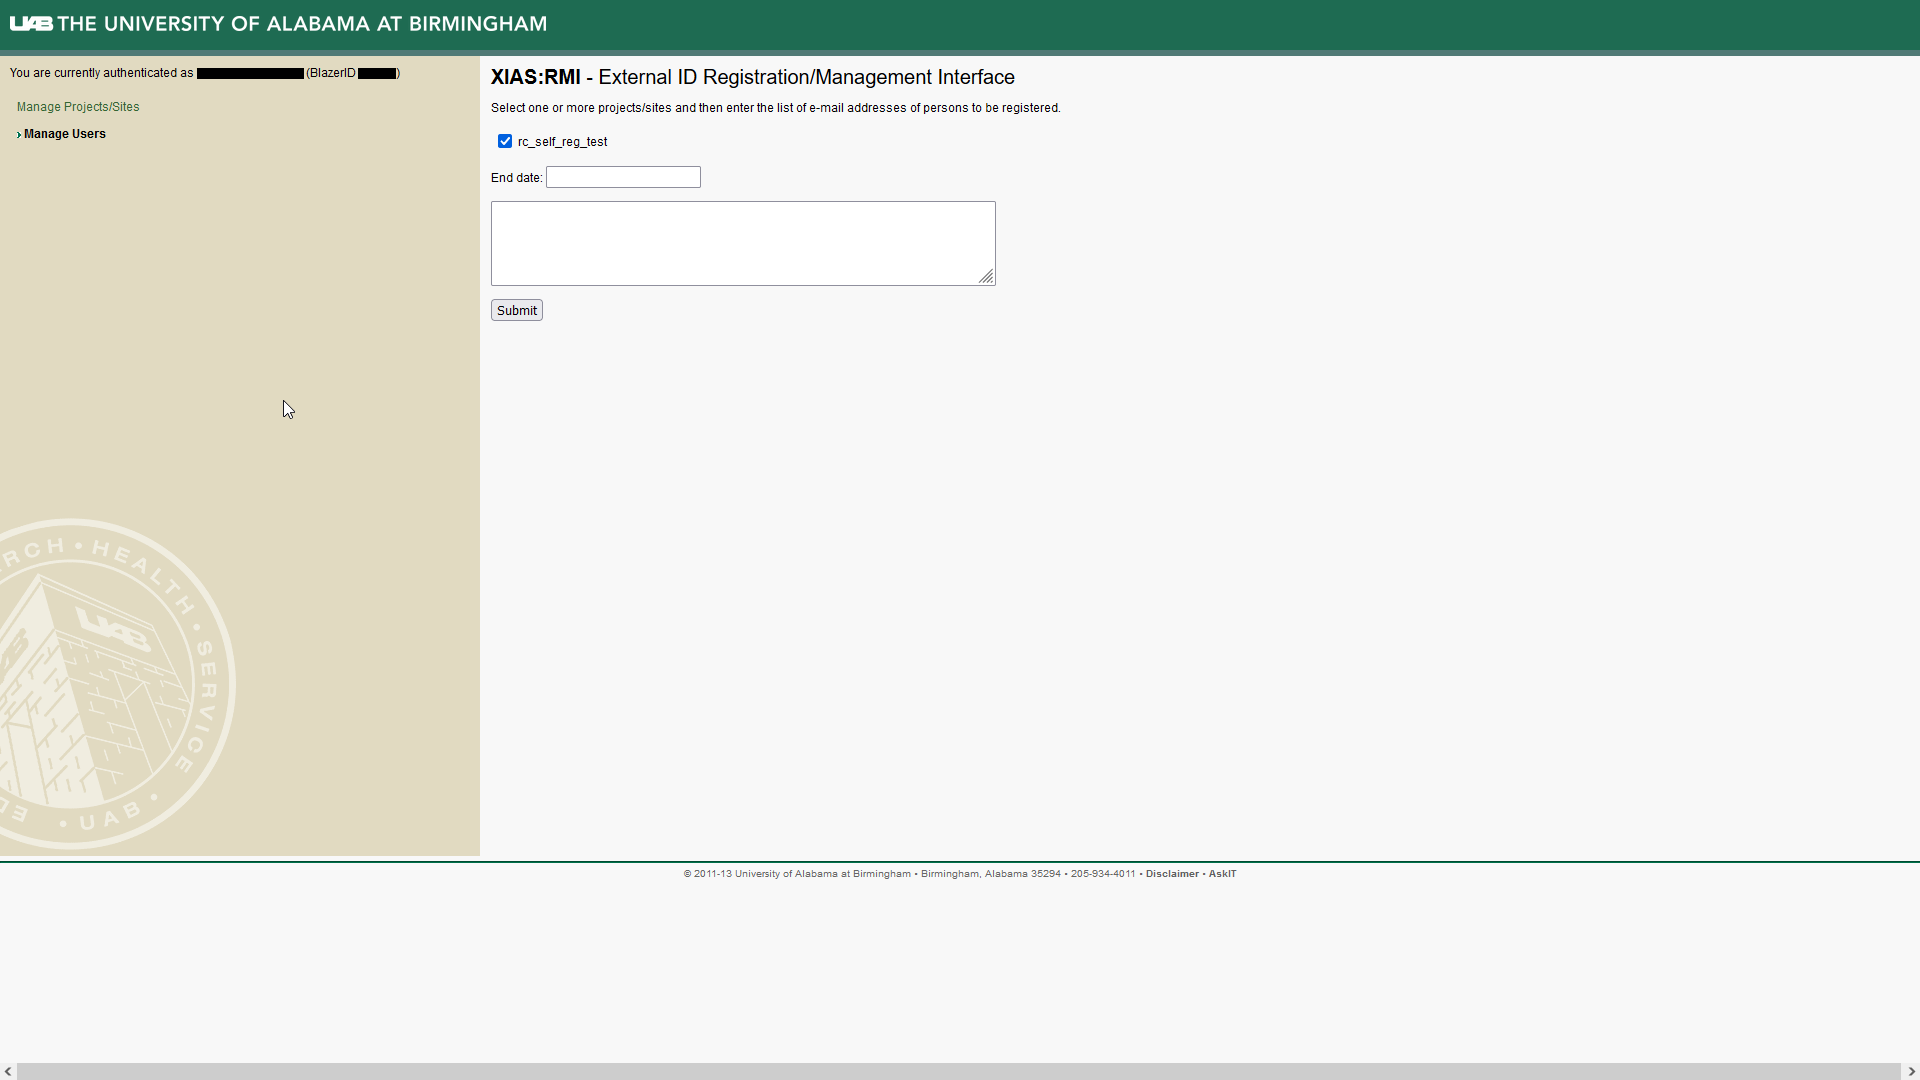 UAB THE UNIVERSITY OF ALABAMA AT BIRMINGHAM
You are currently authenticated as (BlazerID )
Manage Projects/Sites
› Manage Users
XIAS:RMI - External ID Registration/Management Interface
Select one or more projects/sites and then enter the list of e-mail addresses of persons to be registered.
rc_self_reg_test
End date:
Submit
RCH • HEALTH • SERVICE • UAB • ED
UAB
© 2011-13 University of Alabama at Birmingham • Birmingham, Alabama 35294 • 205-934-4011 • Disclaimer • AskIT